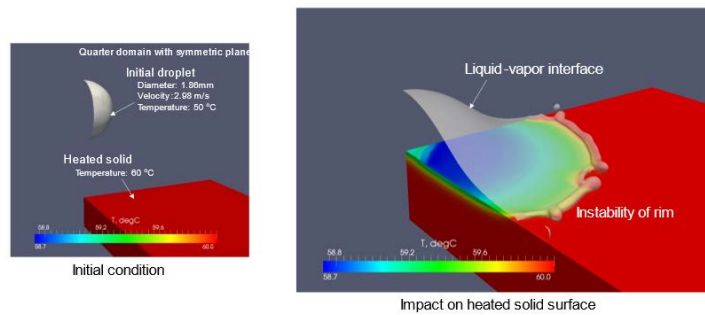 Quarter domain with symmetric plane
Initial droplet
Diameter: 1.86mm
Velocity: 2.98 m/s
Temperature: 50 °C
Heated solid
Temperature: 60 °C
T, degC
58.8 59.2 59.6
58.7 60.0
Initial condition
Liquid-vapor interface
Instability of rim
T, degC
58.8 59.2 59.6
58.7 60.0
Impact on heated solid surface